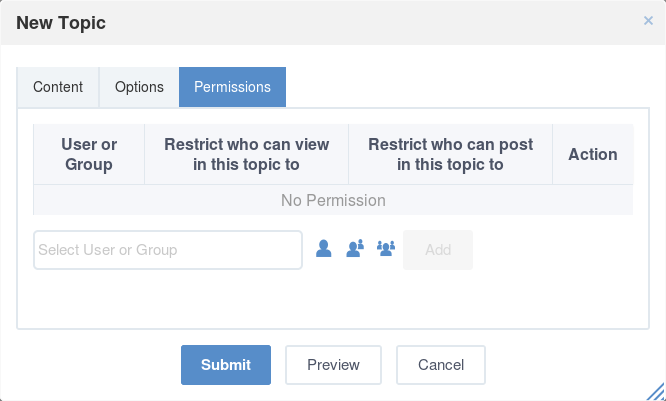 New Topic
×
Content Options Permissions
User or Group
Restrict who can view in this topic to
Restrict who can post in this topic to
Action
No Permission
Select User or Group
Add
Submit Preview Cancel